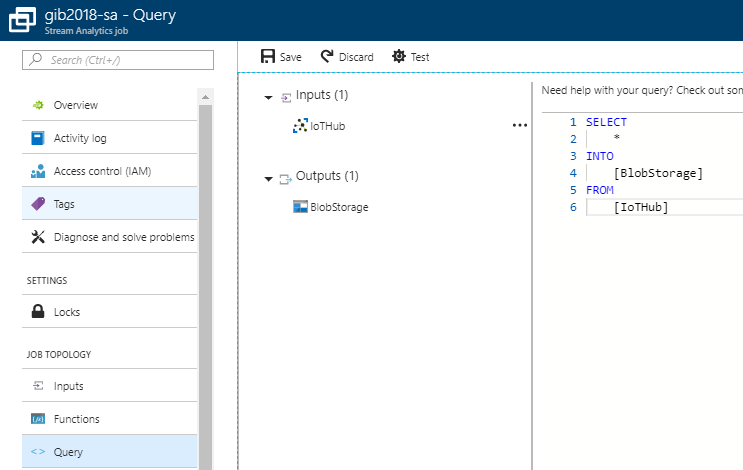 gib2018-sa - Query
Stream Analytics job
Search (Ctrl+/)
Overview
Activity log
Access control (IAM)
Tags
Diagnose and solve problems
SETTINGS
Locks
JOB TOPOLOGY
Inputs
Functions
Query
Save
Discard
Test
Inputs (1)
IoTHub
Outputs (1)
BlobStorage
Need help with your query? Check out som
1 SELECT
2 *
3 INTO
4 [BlobStorage]
5 FROM
6 [IoTHub]